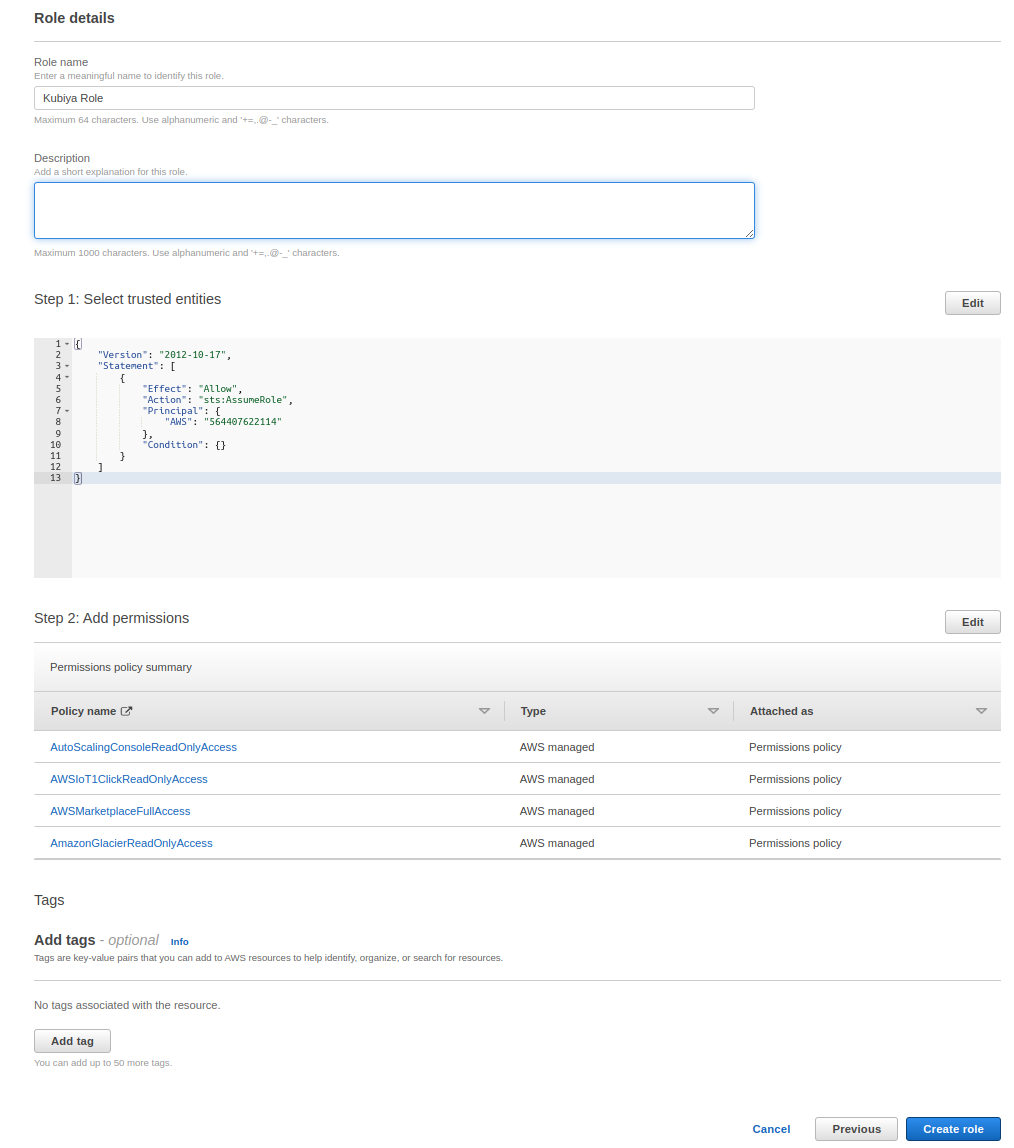 Role details
Role name
Enter a meaningful name to identify this role.
Kubiya Role
Maximum 64 characters. Use alphanumeric and '+=,.@-_' characters.
Description
Add a short explanation for this role.
Maximum 1000 characters. Use alphanumeric and '+=,.@-_' characters.
Step 1: Select trusted entities
Edit
1 {
2 "Version": "2012-10-17",
3 "Statement": [
4 {
5 "Effect": "Allow",
6 "Action": "sts:AssumeRole",
7 "Principal": {
8 "AWS": "564407622114"
9 },
10 "Condition": {}
11 }
12 ]
13 }
Step 2: Add permissions
Edit
Permissions policy summary
Policy name Type Attached as
AutoScalingConsoleReadOnlyAccess AWS managed Permissions policy
AWSIoT1ClickReadOnlyAccess AWS managed Permissions policy
AWSMarketplaceFullAccess AWS managed Permissions policy
AmazonGlacierReadOnlyAccess AWS managed Permissions policy
Tags
Add tags - optional Info
Tags are key-value pairs that you can add to AWS resources to help identify, organize, or search for resources.
No tags associated with the resource.
Add tag
You can add up to 50 more tags.
Cancel Previous Create role